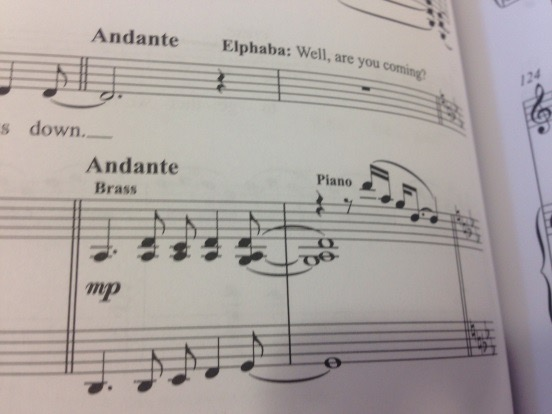 Andante
Elphaba: Well, are you coming?
s down.
Andante
Brass
Piano
mp
124